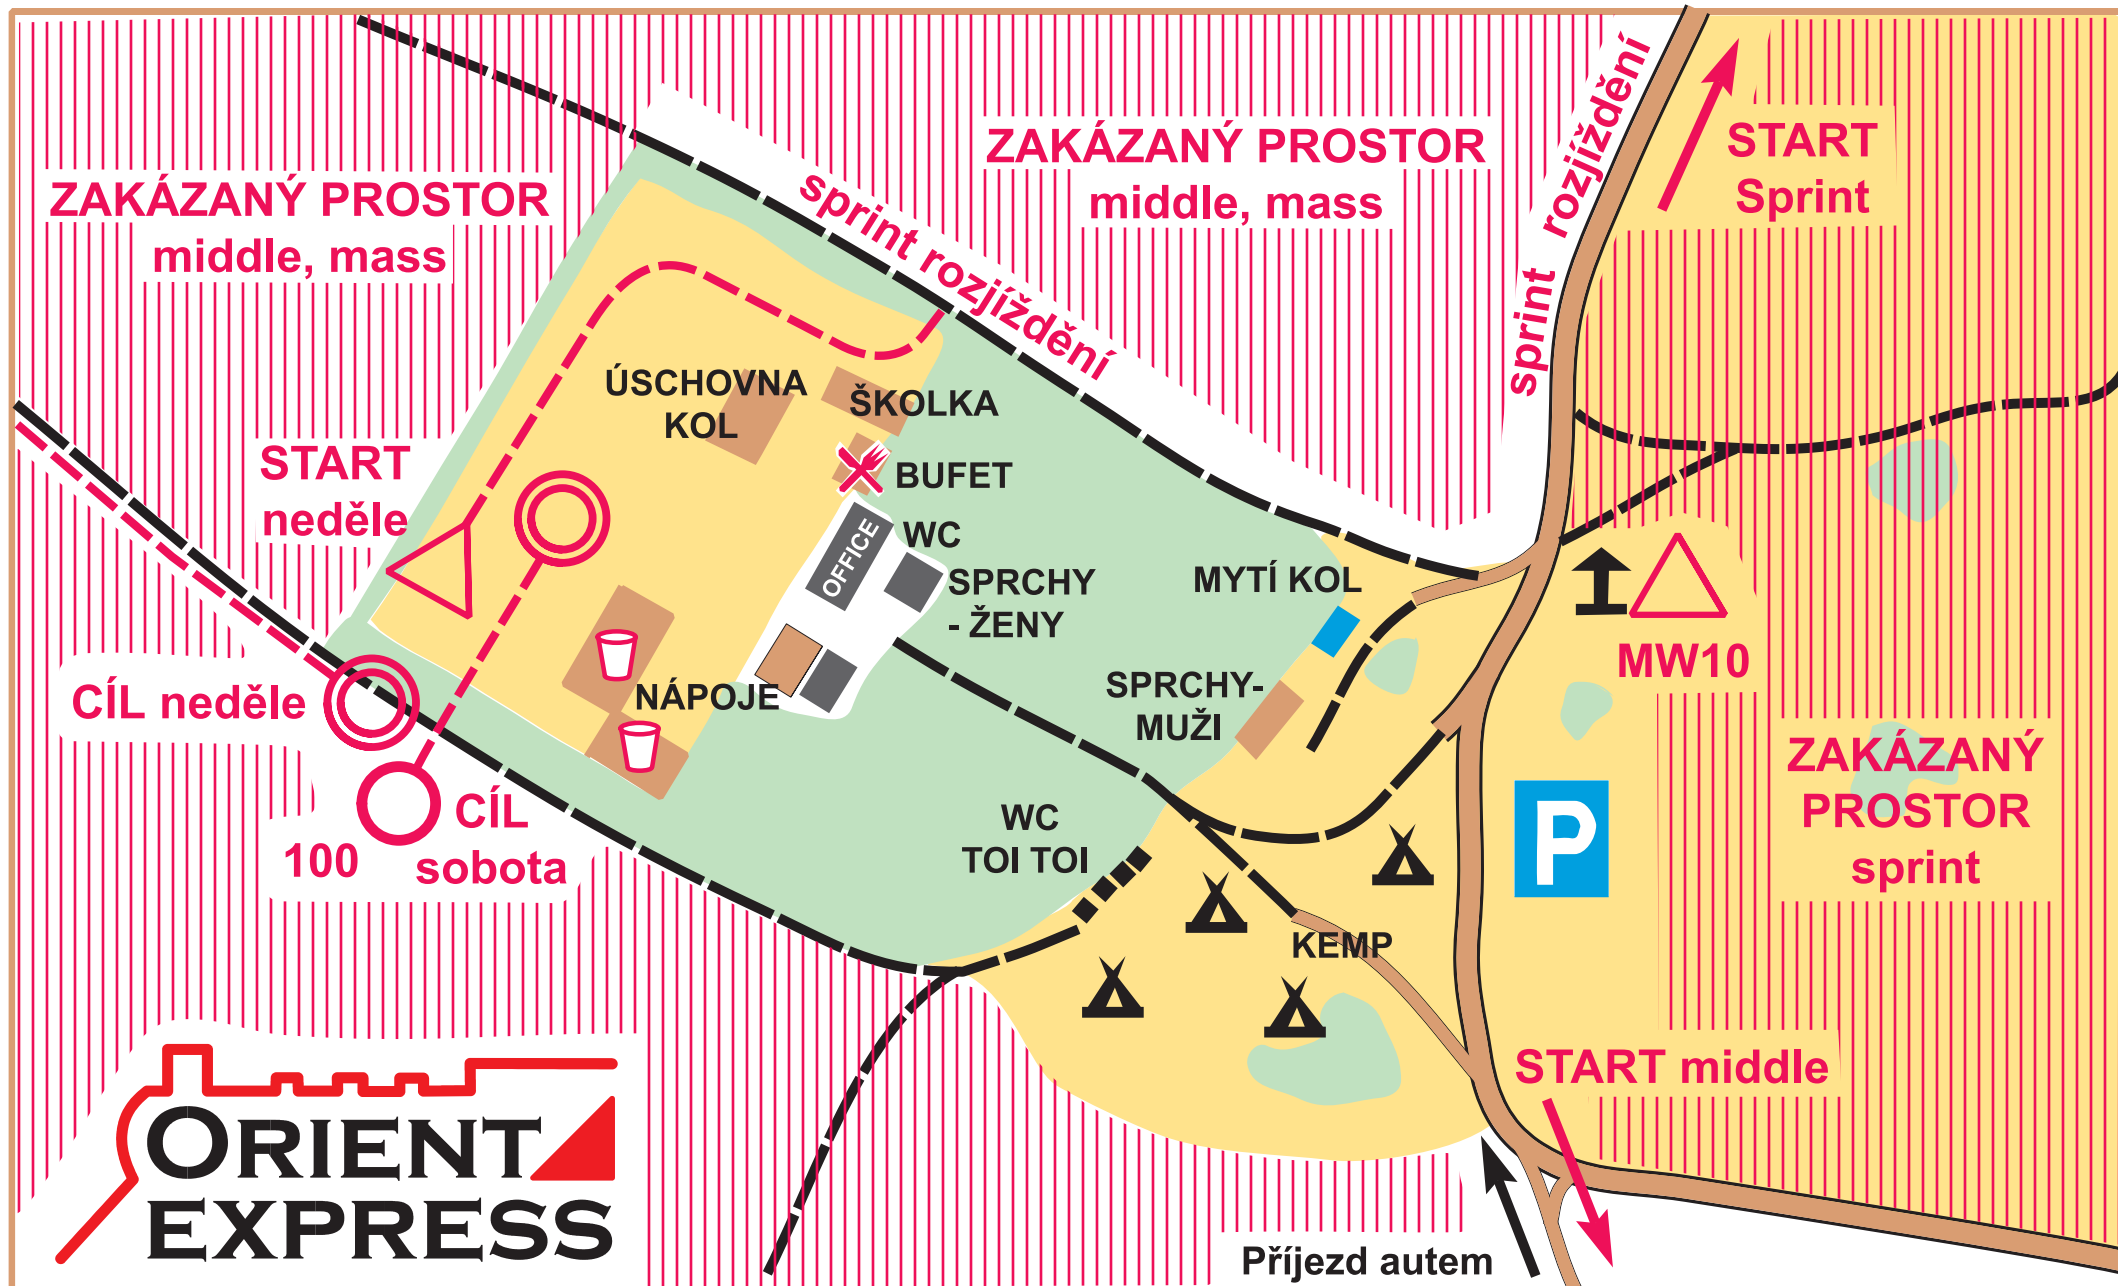 ZAKÁZANÝ PROSTOR
middle, mass
ZAKÁZANÝ PROSTOR
middle, mass
sprint rozjíždění
sprint rozjíždění
START
Sprint
ÚSCHOVNA
KOL
ŠKOLKA
BUFET
START
neděle
OFFICE
WC
SPRCHY
- ŽENY
MYTÍ KOL
MW10
CÍL neděle
NÁPOJE
SPRCHY-
MUŽI
ZAKÁZANÝ
PROSTOR
sprint
100
CÍL
sobota
WC
TOI TOI
P
KEMP
START middle
ORIENT
EXPRESS
Příjezd autem